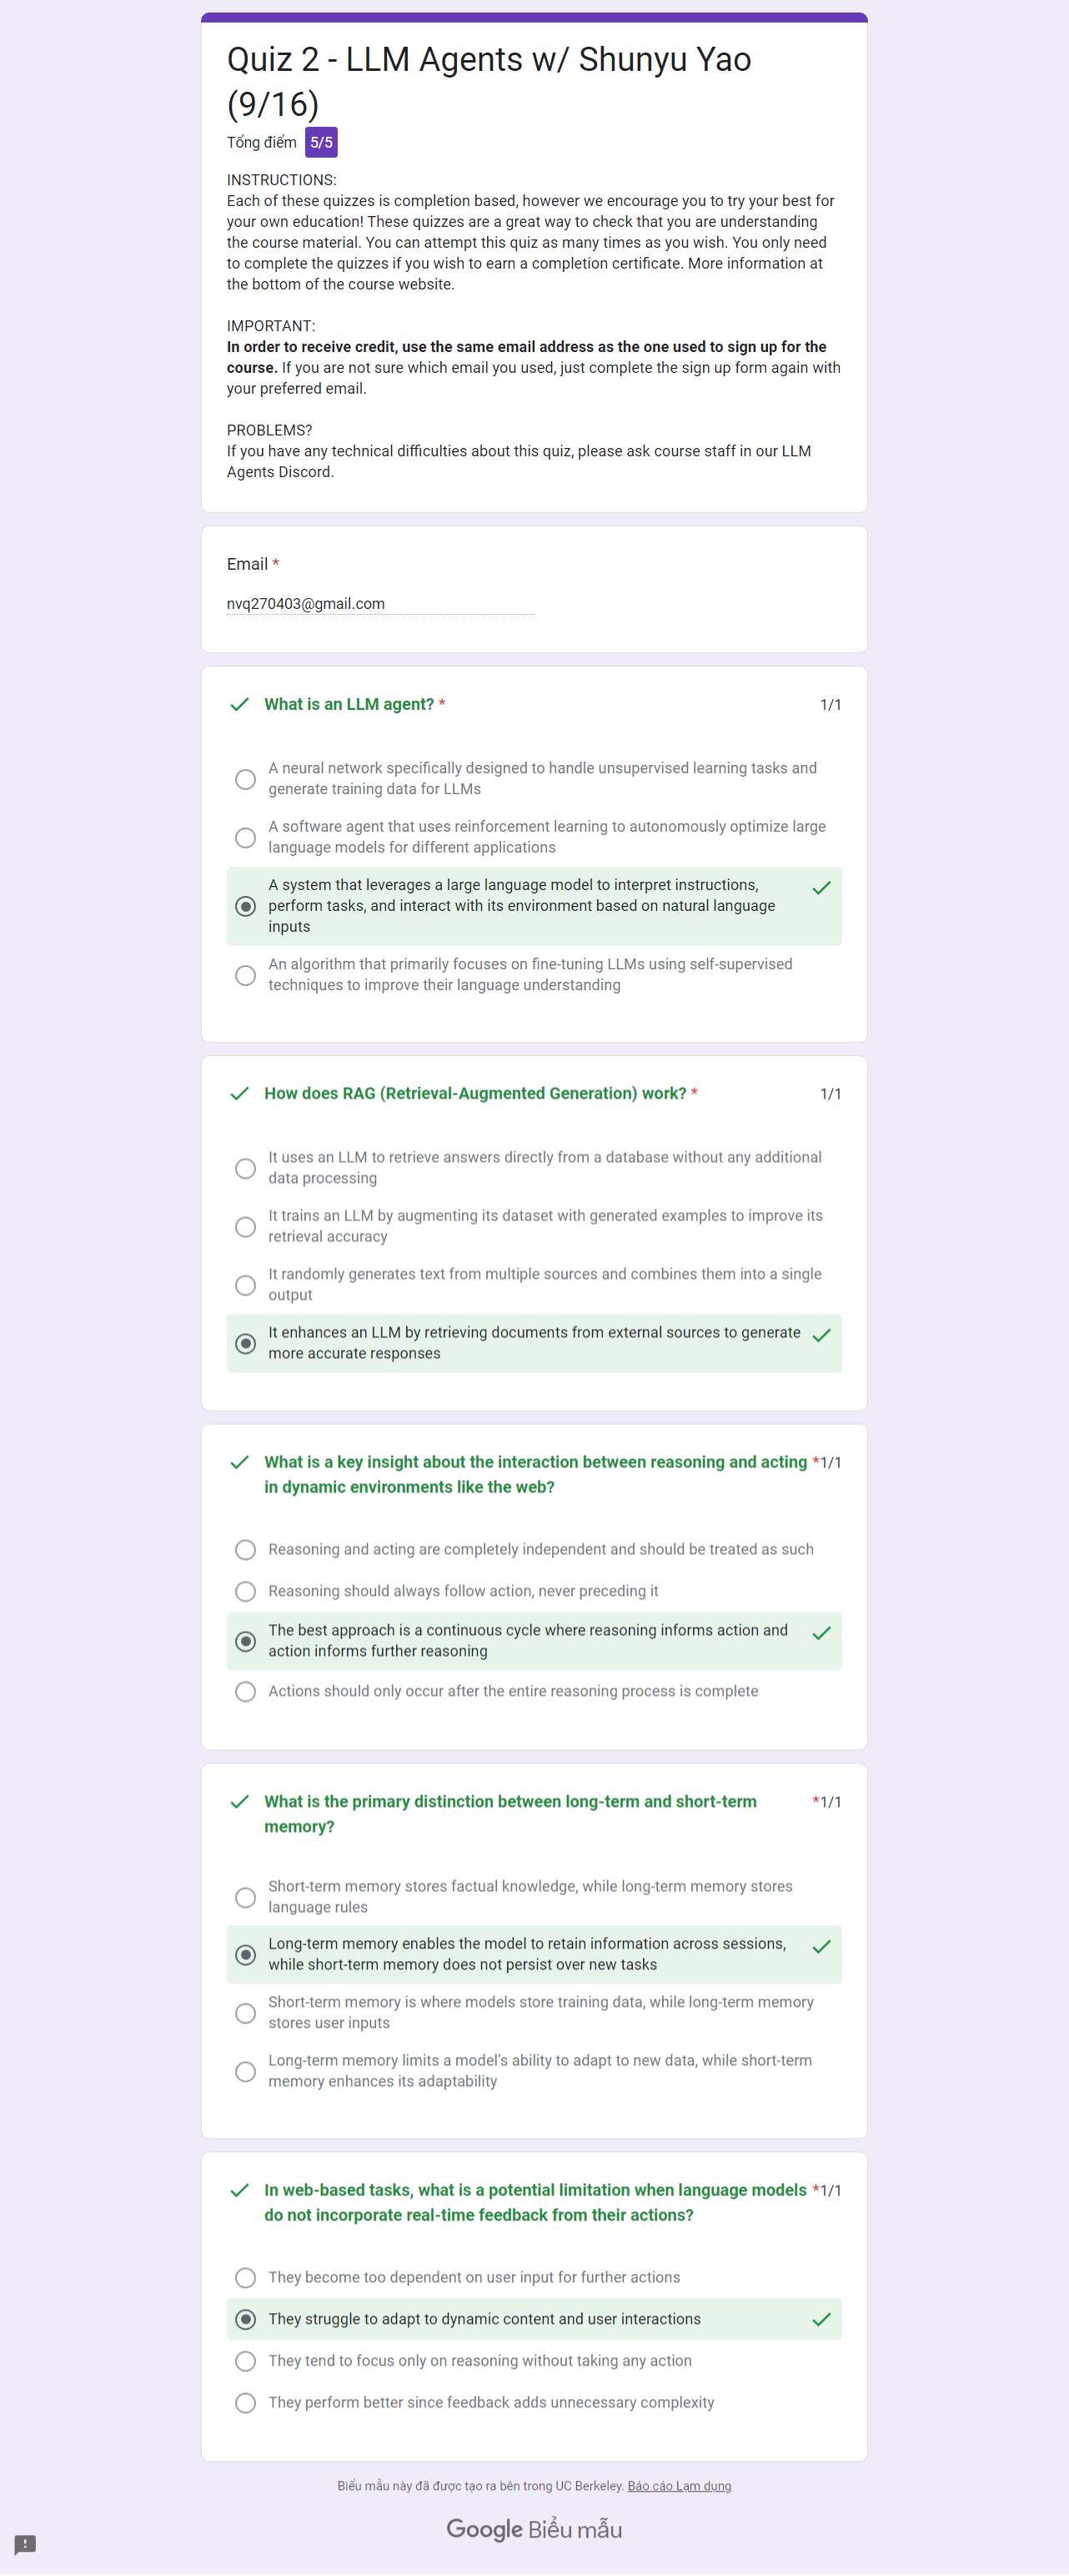 Quiz 2 - LLM Agents w/ Shunyu Yao
(9/16)
Tổng điểm 5/5
INSTRUCTIONS:
Each of these quizzes is completion based, however we encourage you to try your best for
your own education! These quizzes are a great way to check that you are understanding
the course material. You can attempt this quiz as many times as you wish. You only need
to complete the quizzes if you wish to earn a completion certificate. More information at
the bottom of the course website.
IMPORTANT:
In order to receive credit, use the same email address as the one used to sign up for the
course. If you are not sure which email you used, just complete the sign up form again with
your preferred email.
PROBLEMS?
If you have any technical difficulties about this quiz, please ask course staff in our LLM
Agents Discord.
Email *
nvq270403@gmail.com
What is an LLM agent? * 1/1
A neural network specifically designed to handle unsupervised learning tasks and
generate training data for LLMs
A software agent that uses reinforcement learning to autonomously optimize large
language models for different applications
A system that leverages a large language model to interpret instructions,
perform tasks, and interact with its environment based on natural language
inputs
An algorithm that primarily focuses on fine-tuning LLMs using self-supervised
techniques to improve their language understanding
How does RAG (Retrieval-Augmented Generation) work? * 1/1
It uses an LLM to retrieve answers directly from a database without any additional
data processing
It trains an LLM by augmenting its dataset with generated examples to improve its
retrieval accuracy
It randomly generates text from multiple sources and combines them into a single
output
It enhances an LLM by retrieving documents from external sources to generate
more accurate responses
What is a key insight about the interaction between reasoning and acting *1/1
in dynamic environments like the web?
Reasoning and acting are completely independent and should be treated as such
Reasoning should always follow action, never preceding it
The best approach is a continuous cycle where reasoning informs action and
action informs further reasoning
Actions should only occur after the entire reasoning process is complete
What is the primary distinction between long-term and short-term *1/1
memory?
Short-term memory stores factual knowledge, while long-term memory stores
language rules
Long-term memory enables the model to retain information across sessions,
while short-term memory does not persist over new tasks
Short-term memory is where models store training data, while long-term memory
stores user inputs
Long-term memory limits a model’s ability to adapt to new data, while short-term
memory enhances its adaptability
In web-based tasks, what is a potential limitation when language models *1/1
do not incorporate real-time feedback from their actions?
They become too dependent on user input for further actions
They struggle to adapt to dynamic content and user interactions
They tend to focus only on reasoning without taking any action
They perform better since feedback adds unnecessary complexity
Biểu mẫu này đã được tạo ra bên trong UC Berkeley. Báo cáo Lạm dụng
Google Biểu mẫu